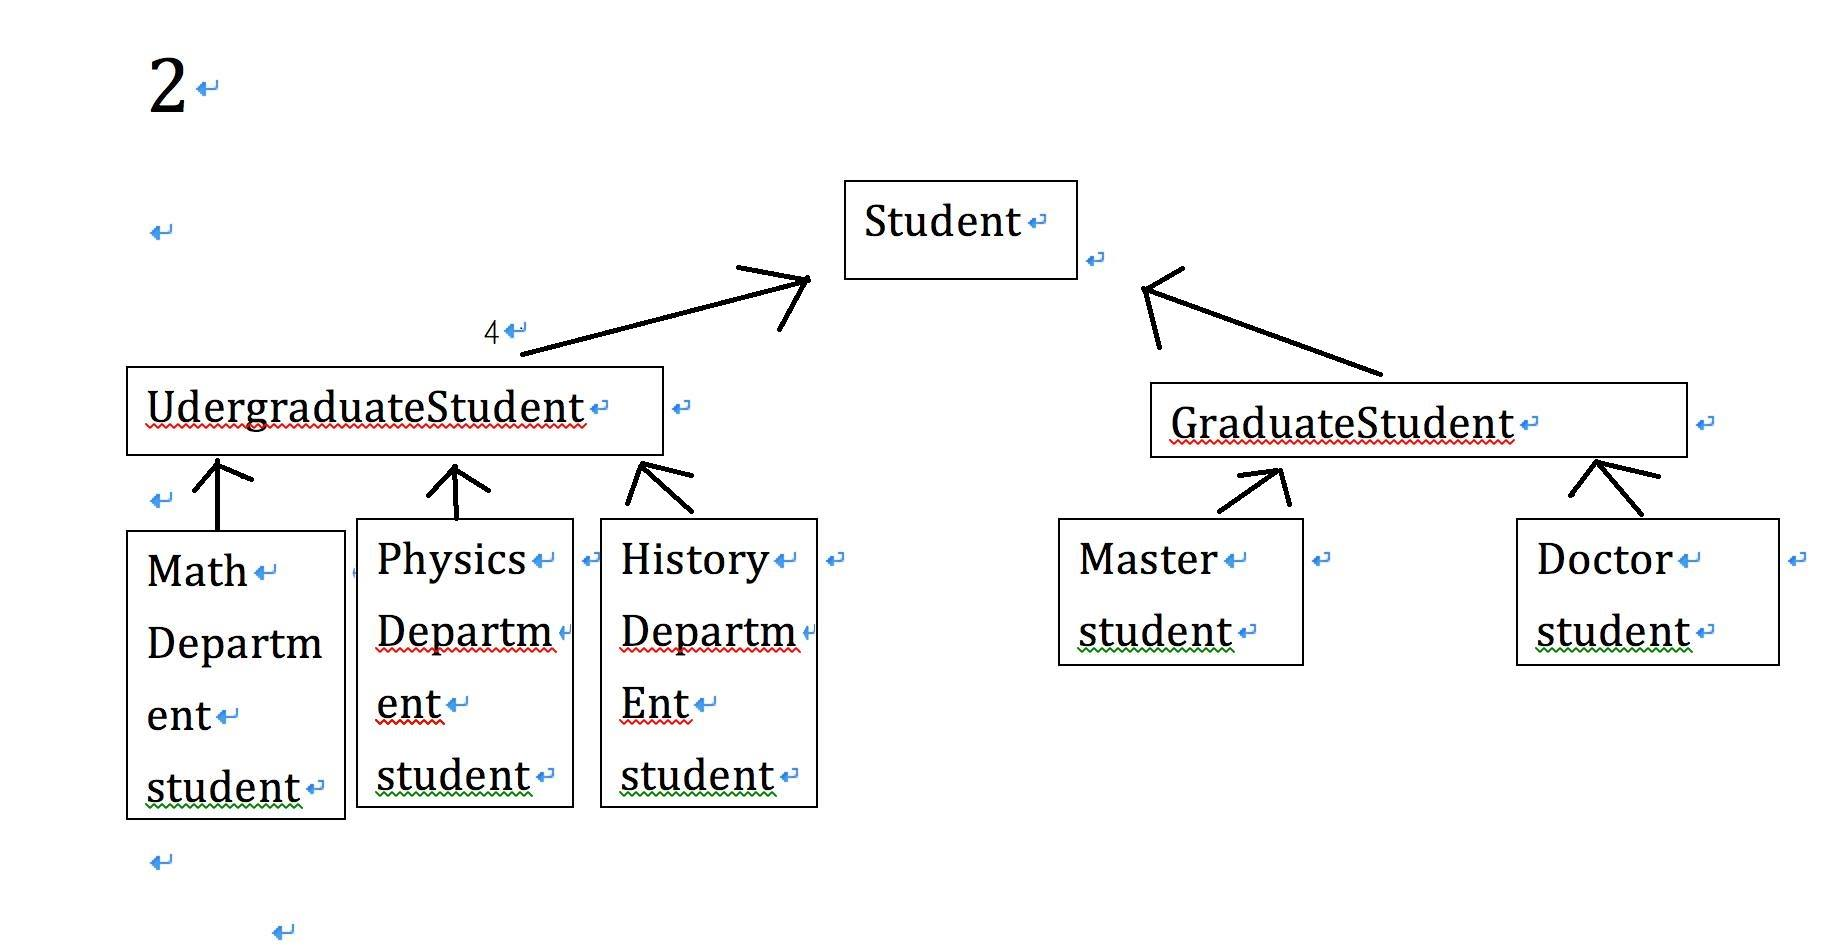 2
Student
4
UdergraduateStudent
GraduateStudent
Math
Departm
ent
student
Physics
Departm
ent
student
History
Departm
Ent
student
Master
student
Doctor
student